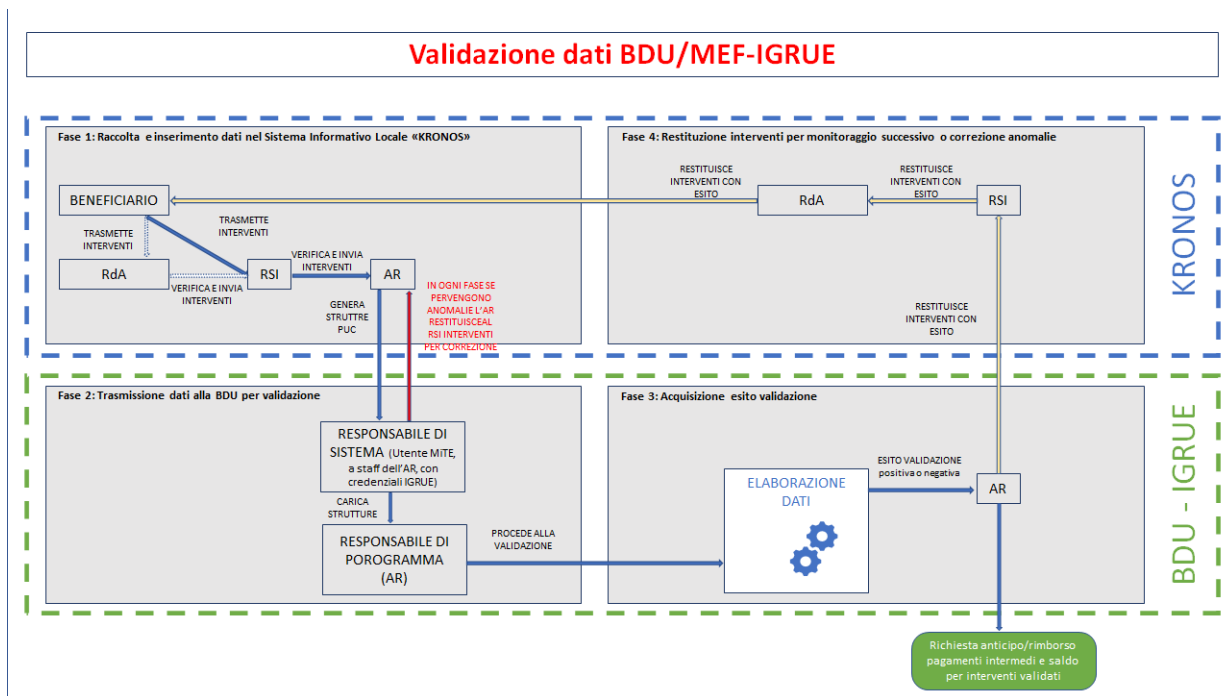 Validazione dati BDU/MEF-IGRUE
Fase 1: Raccolta e inserimento dati nel Sistema Informativo Locale «KRONOS»
BENEFICIARIO
TRASMETTE
INTERVENTI
TRASMETTE
INTERVENTI
RdA
VERIFICA E INVIA
INTERVENTI
RSI
VERIFICA E INVIA
INTERVENTI
AR
GENERA
STRUTTRE
PUC
IN OGNI FASE SE
PERVENGONO
ANOMALIE L'AR
RESTITUISCEAL
RSI INTERVENTI
PER CORREZIONE
Fase 4: Restituzione interventi per monitoraggio successivo o correzione anomalie
RESTITUISCE
INTERVENTI CON
ESITO
RdA
RESTITUISCE
INTERVENTI CON
ESITO
RSI
RESTITUISCE
INTERVENTI CON
ESITO
KRONOS
Fase 2: Trasmissione dati alla BDU per validazione
RESPONSABILE DI
SISTEMA (Utente MiTE,
a staff dell'AR, con
credenziali IGRUE)
CARICA
STRUTTURE
RESPONSABILE DI
POROGRAMMA
(AR)
PROCEDE ALLA
VALIDAZIONE
Fase 3: Acquisizione esito validazione
ELABORAZIONE
DATI
ESITO VALIDAZIONE
positiva o negativa
AR
BDU - IGRUE
Richiesta anticipo/rimborso
pagamenti intermedi e saldo
per interventi validati